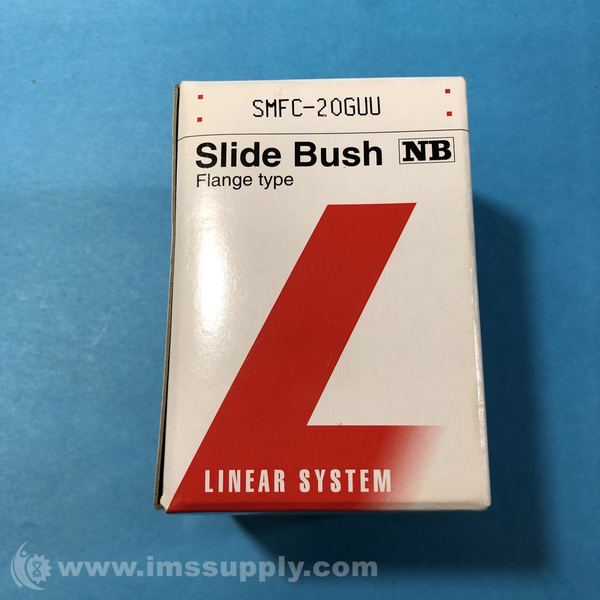 SMFC-20GUU
Slide Bush NB
Flange type
LINEAR SYSTEM
www.imssupply.com